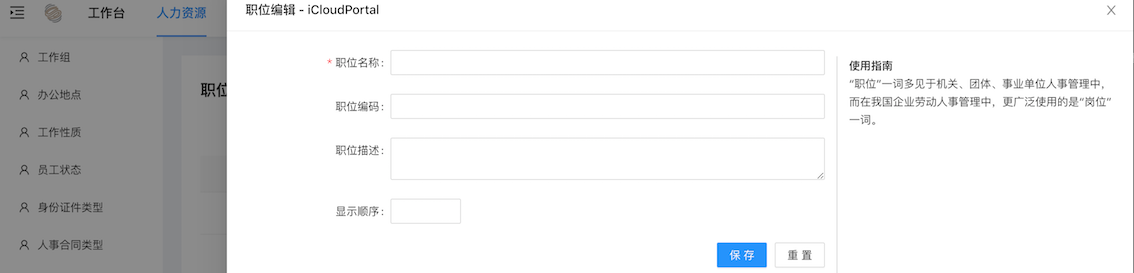 工作台
人力资源
职位编辑 - iCloudPortal
工作组
办公地点
工作性质
员工状态
身份证件类型
人事合同类型
职位
* 职位名称：
职位编码：
职位描述：
显示顺序：
保 存
重 置
使用指南
“职位”一词多见于机关、团体、事业单位人事管理中，
而在我国企业劳动人事管理中，更广泛使用的是“岗位”
一词。